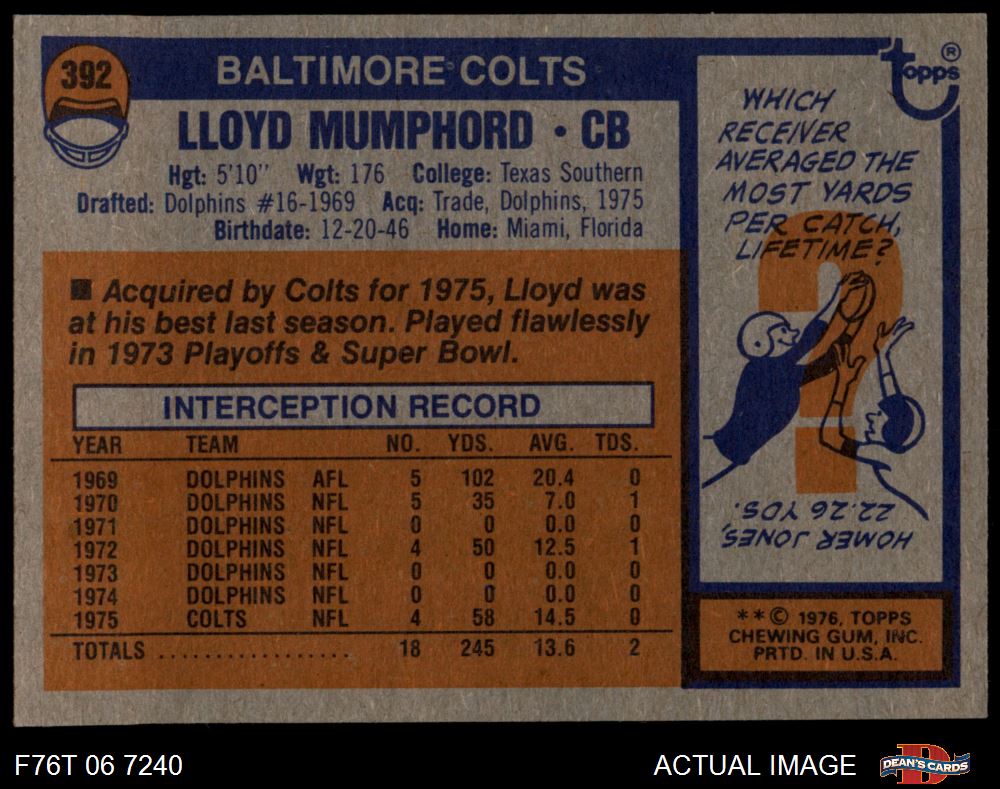 392
BALTIMORE COLTS
LLOYD MUMPHORD • CB
Hgt: 5'10" Wgt: 176 College: Texas Southern
Drafted: Dolphins #16-1969 Acq: Trade, Dolphins, 1975
Birthdate: 12-20-46 Home: Miami, Florida
■ Acquired by Colts for 1975, Lloyd was
at his best last season. Played flawlessly
in 1973 Playoffs & Super Bowl.
INTERCEPTION RECORD
YEAR TEAM NO. YDS. AVG. TDS.
1969 DOLPHINS AFL 5 102 20.4 0
1970 DOLPHINS NFL 5 35 7.0 1
1971 DOLPHINS NFL 0 0 0.0 0
1972 DOLPHINS NFL 4 50 12.5 1
1973 DOLPHINS NFL 0 0 0.0 0
1974 DOLPHINS NFL 0 0 0.0 0
1975 COLTS NFL 4 58 14.5 0
TOTALS .................. 18 245 13.6 2
topps®
WHICH
RECEIVER
AVERAGED THE
MOST YARDS
PER CATCH,
LIFETIME?
?
HOMER JONES,
22.26 YDS.
**© 1976, TOPPS
CHEWING GUM, INC.
PRTD. IN U.S.A.
F76T 06 7240
ACTUAL IMAGE
D
DEAN'S CARDS